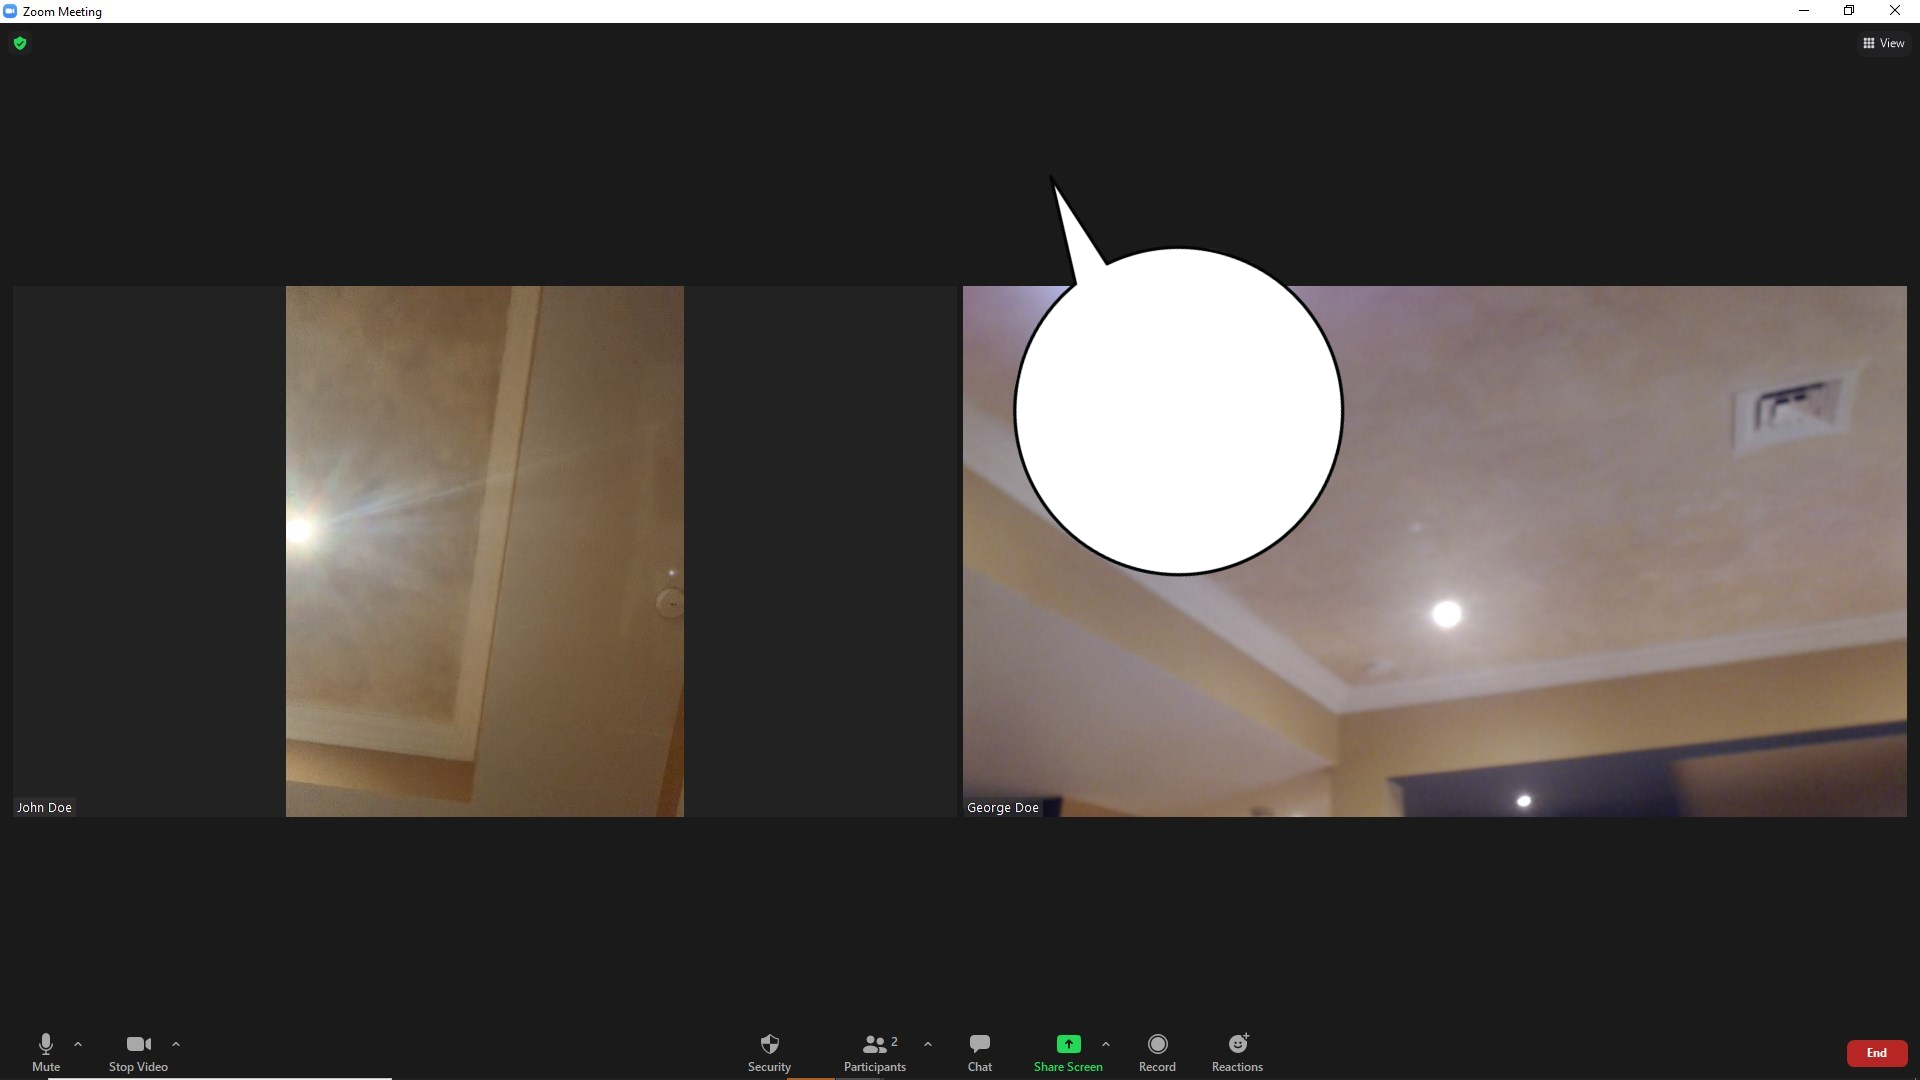 Zoom Meeting
View
John Doe
George Doe
Mute
Stop Video
Security
Participants
2
Chat
Share Screen
Record
Reactions
End